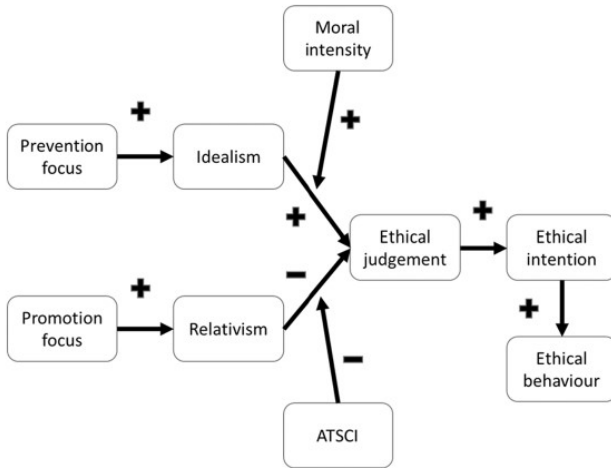 Moral
intensity
+
+
Prevention
focus
Idealism
+
+
Ethical
judgement
Ethical
intention
+
–
+
Promotion
focus
Relativism
Ethical
behaviour
–
ATSCI